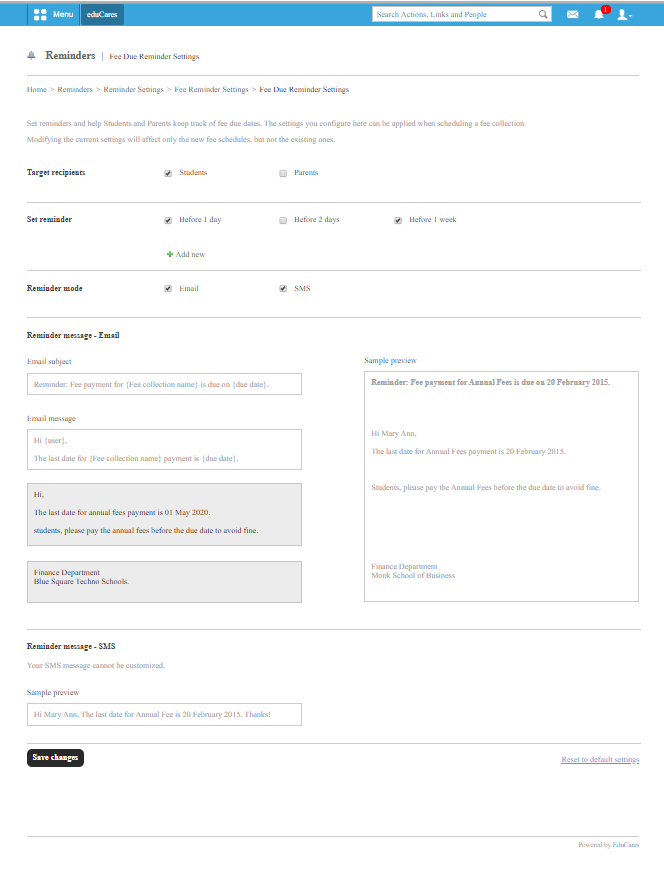 Menu eduCares Search Actions, Links and People 1
Reminders | Fee Due Reminder Settings
Home > Reminders > Reminder Settings > Fee Reminder Settings > Fee Due Reminder Settings
Set reminders and help Students and Parents keep track of fee due dates. The settings you configure here can be applied when scheduling a fee collection.
Modifying the current settings will affect only the new fee schedules, but not the existing ones.
Target recipients Students Parents
Set reminder Before 1 day Before 2 days Before 1 week
Add new
Reminder mode Email SMS
Reminder message - Email
Email subject
Reminder: Fee payment for {Fee collection name} is due on {due date}.
Email message
Hi {user},
The last date for {Fee collection name} payment is {due date}.
Hi,
The last date for annual fees payment is 01 May 2020.
students, please pay the annual fees before the due date to avoid fine.
Finance Department
Blue Square Techno Schools.
Sample preview
Reminder: Fee payment for Annual Fees is due on 20 February 2015.
Hi Mary Ann,
The last date for Annual Fees payment is 20 February 2015.
Students, please pay the Annual Fees before the due date to avoid fine.
Finance Department
Monk School of Business
Reminder message - SMS
Your SMS message cannot be customized.
Sample preview
Hi Mary Ann, The last date for Annual Fee is 20 February 2015. Thanks!
Save changes Reset to default settings
Powered by EduCares